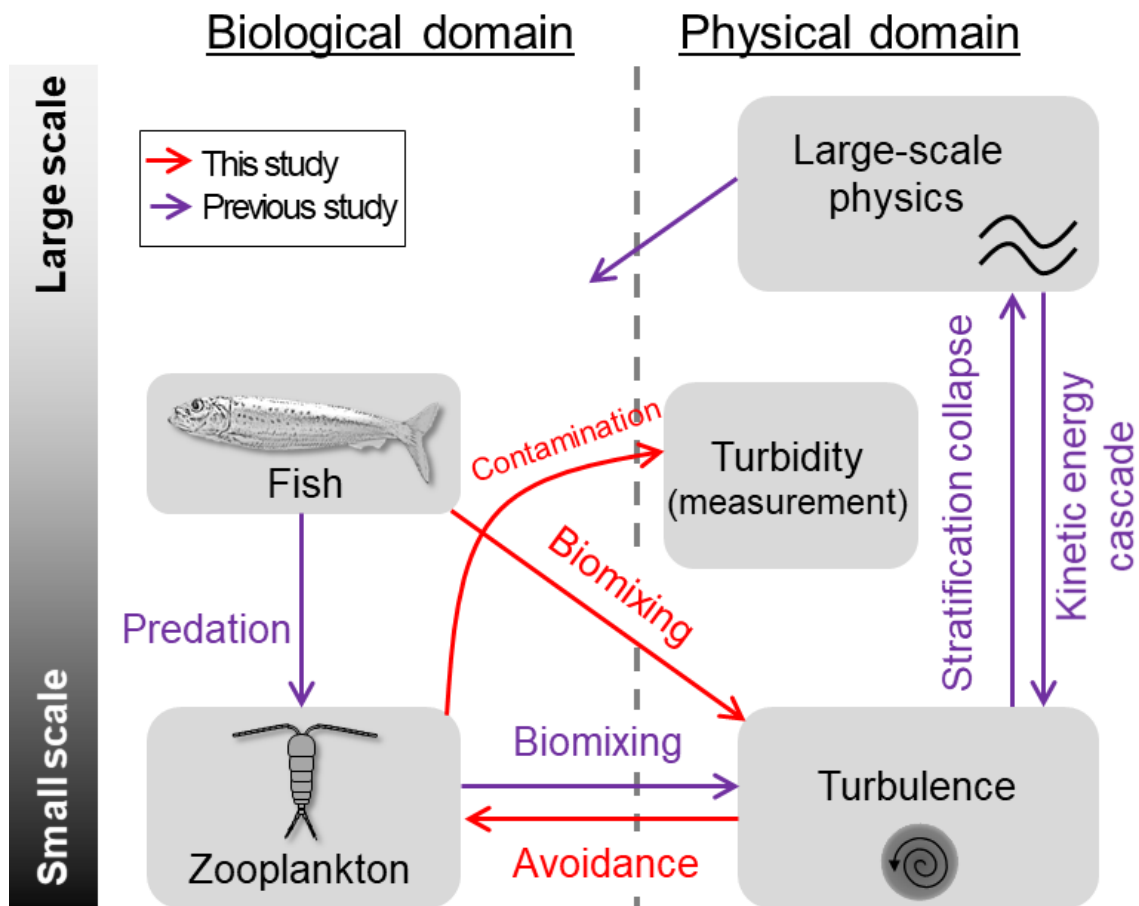 Biological domain
Physical domain
Large scale
This study
Previous study
Large-scale
physics
Fish
Contamination
Turbidity
(measurement)
Stratification collapse
Kinetic energy
cascade
Biomixing
Predation
Small scale
Biomixing
Zooplankton
Avoidance
Turbulence